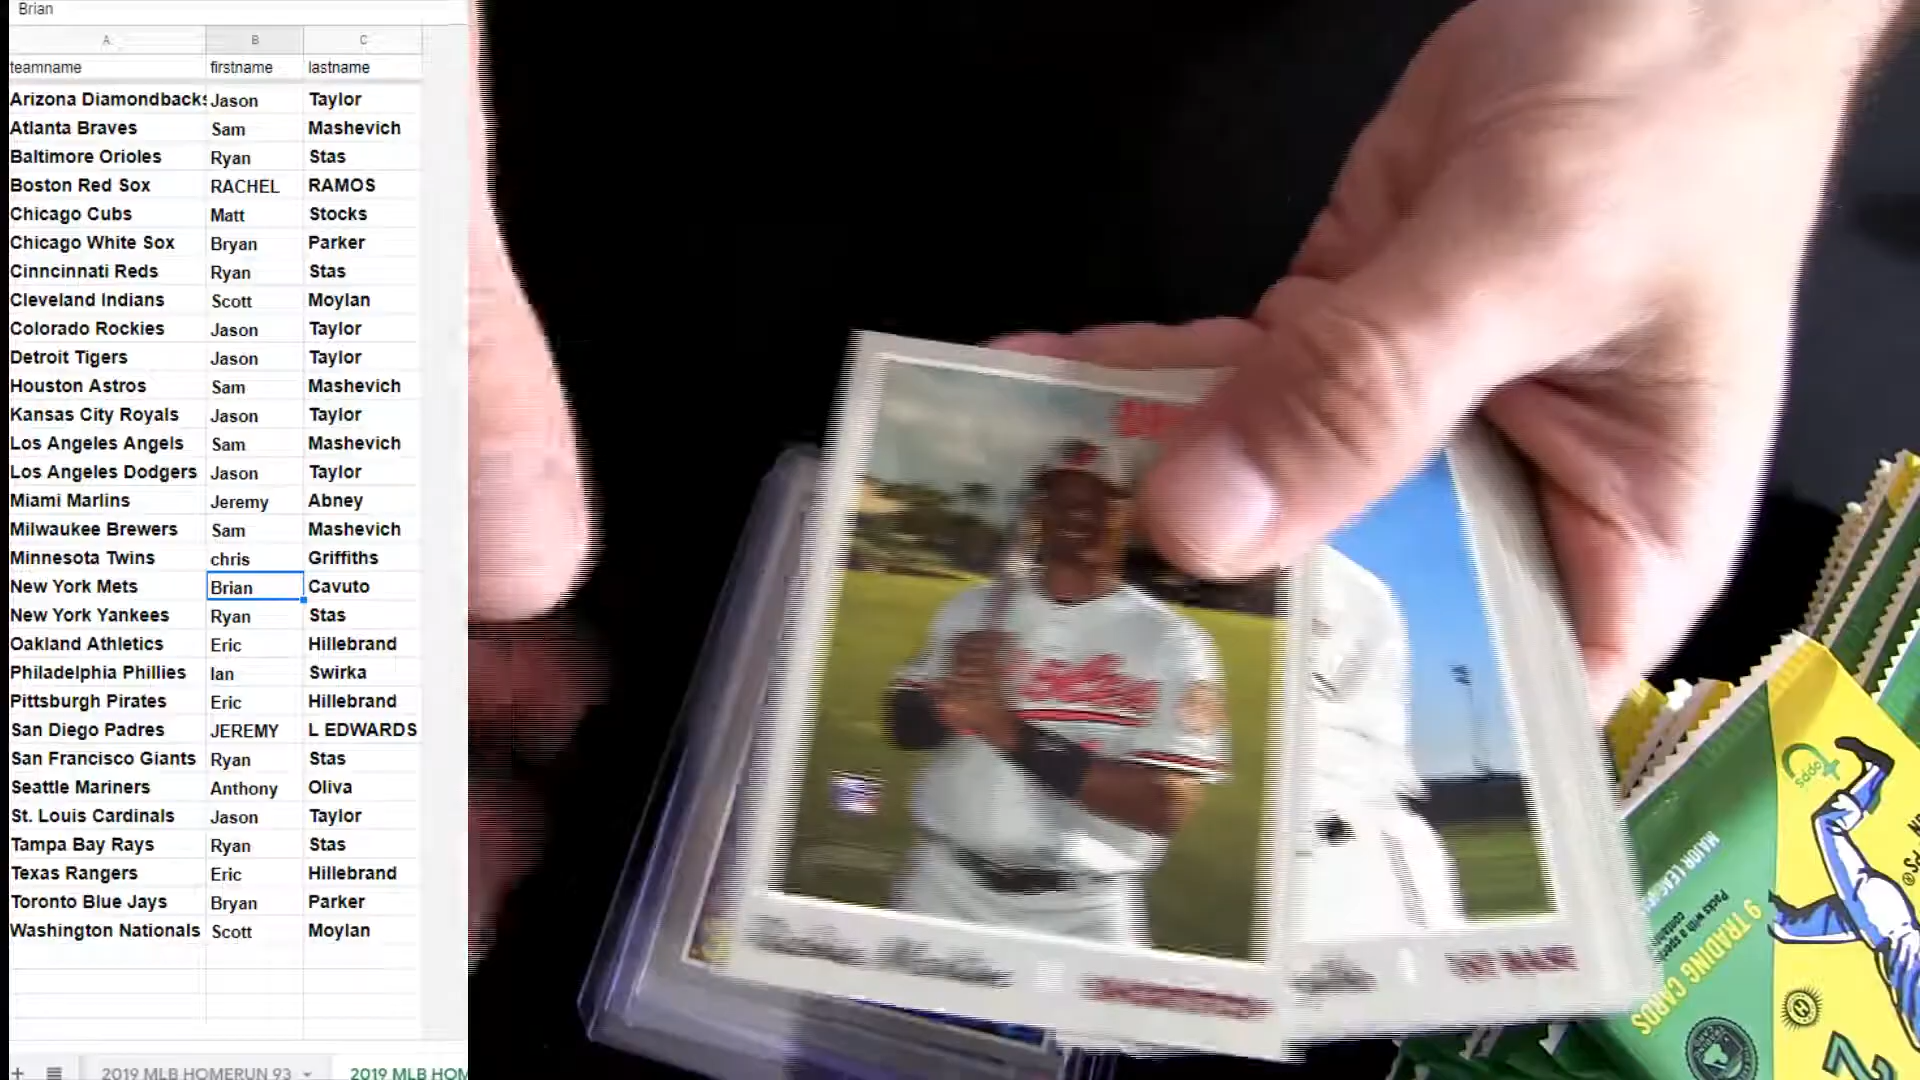 Brian
A B C
teamname firstname lastname
Arizona Diamondbacks Jason Taylor
Atlanta Braves Sam Mashevich
Baltimore Orioles Ryan Stas
Boston Red Sox RACHEL RAMOS
Chicago Cubs Matt Stocks
Chicago White Sox Bryan Parker
Cinncinnati Reds Ryan Stas
Cleveland Indians Scott Moylan
Colorado Rockies Jason Taylor
Detroit Tigers Jason Taylor
Houston Astros Sam Mashevich
Kansas City Royals Jason Taylor
Los Angeles Angels Sam Mashevich
Los Angeles Dodgers Jason Taylor
Miami Marlins Jeremy Abney
Milwaukee Brewers Sam Mashevich
Minnesota Twins chris Griffiths
New York Mets Brian Cavuto
New York Yankees Ryan Stas
Oakland Athletics Eric Hillebrand
Philadelphia Phillies Ian Swirka
Pittsburgh Pirates Eric Hillebrand
San Diego Padres JEREMY L EDWARDS
San Francisco Giants Ryan Stas
Seattle Mariners Anthony Oliva
St. Louis Cardinals Jason Taylor
Tampa Bay Rays Ryan Stas
Texas Rangers Eric Hillebrand
Toronto Blue Jays Bryan Parker
Washington Nationals Scott Moylan
2019 MLB HOMERUN 93 2019 MLB HOM
Topps
MAJOR LEA
9 TRADING CARDS